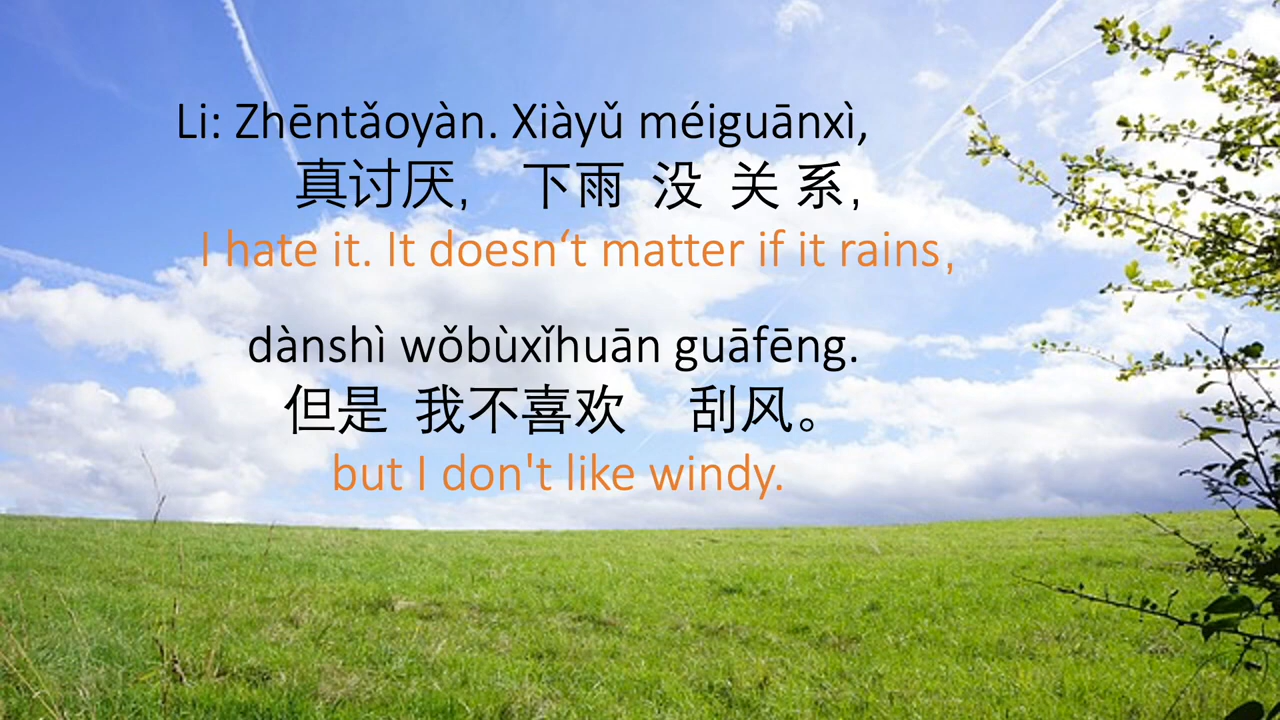 Li: Zhēntǎoyàn. Xiàyǔ méiguānxì,
真讨厌, 下雨 没 关 系,
I hate it. It doesn‘t matter if it rains,
dànshì wǒbùxǐhuān guāfēng.
但是 我不喜欢 刮风。
but I don't like windy.